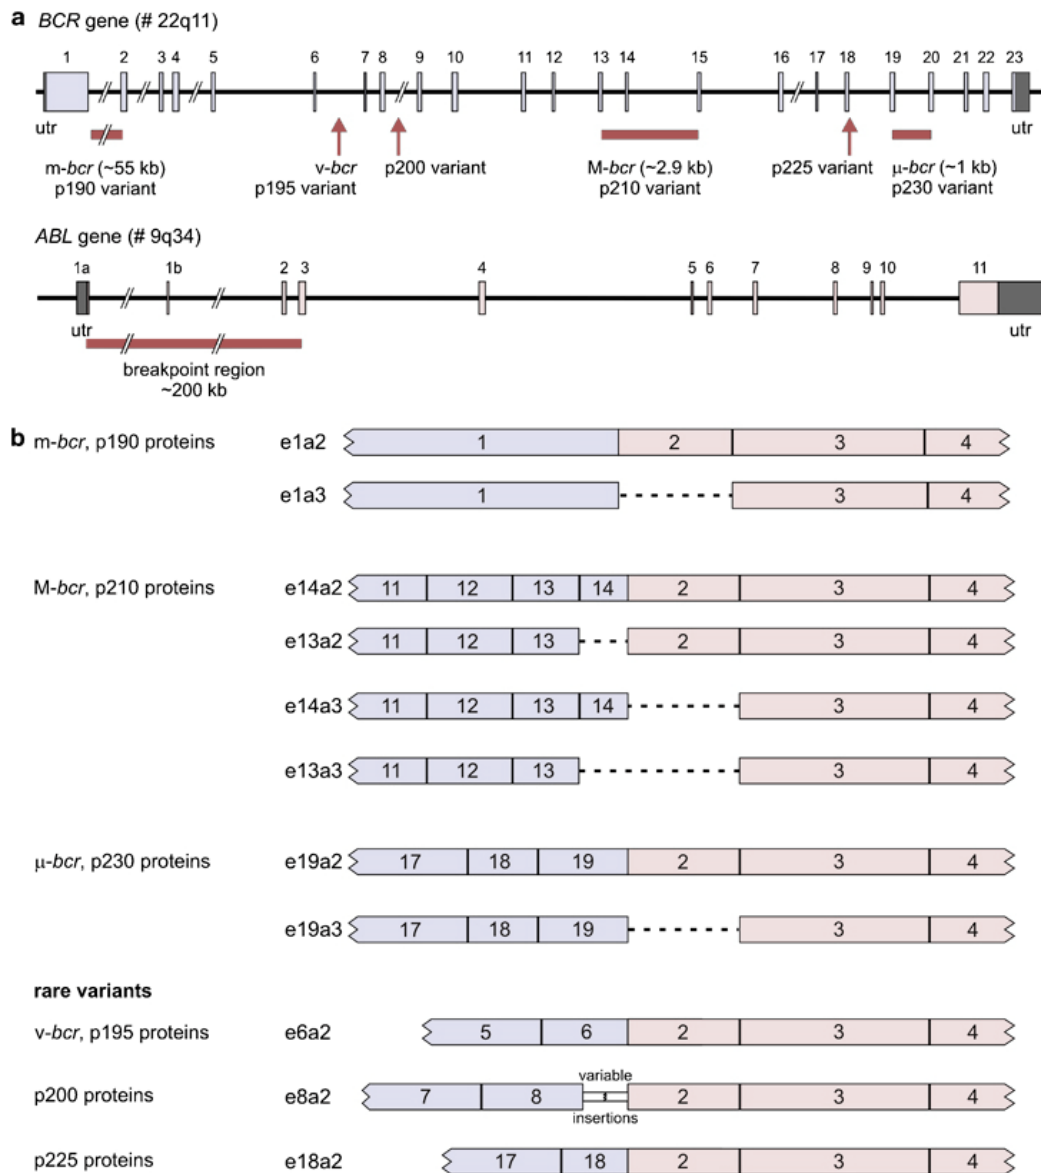 a BCR gene (# 22q11)
1 2 3 4 5 6 7 8 9 10 11 12 13 14 15 16 17 18 19 20 21 22 23
utr utr
m-bcr (~55 kb) v-bcr p200 variant M-bcr (~2.9 kb) p225 variant μ-bcr (~1 kb)
p190 variant p195 variant p210 variant p230 variant
ABL gene (# 9q34)
1a 1b 2 3 4 5 6 7 8 9 10 11
utr utr
breakpoint region
~200 kb
b m-bcr, p190 proteins e1a2 1 2 3 4
e1a3 1 3 4
M-bcr, p210 proteins e14a2 11 12 13 14 2 3 4
e13a2 11 12 13 2 3 4
e14a3 11 12 13 14 3 4
e13a3 11 12 13 3 4
μ-bcr, p230 proteins e19a2 17 18 19 2 3 4
e19a3 17 18 19 3 4
rare variants
v-bcr, p195 proteins e6a2 5 6 2 3 4
variable
p200 proteins e8a2 7 8 2 3 4
insertions
p225 proteins e18a2 17 18 2 3 4